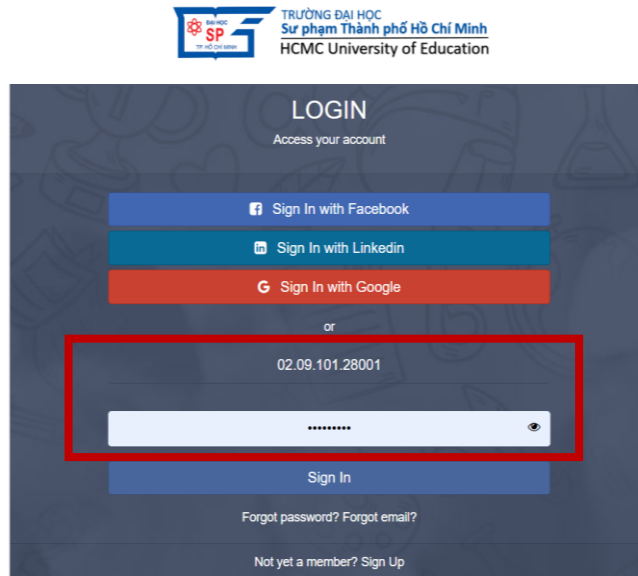 TRƯỜNG ĐẠI HỌC
Sư phạm Thành phố Hồ Chí Minh
HCMC University of Education
ĐẠI HỌC
SP
TP. HỒ CHÍ MINH
LOGIN
Access your account
Sign In with Facebook
Sign In with Linkedin
Sign In with Google
or
02.09.101.28001
•••••••••
Sign In
Forgot password? Forgot email?
Not yet a member? Sign Up